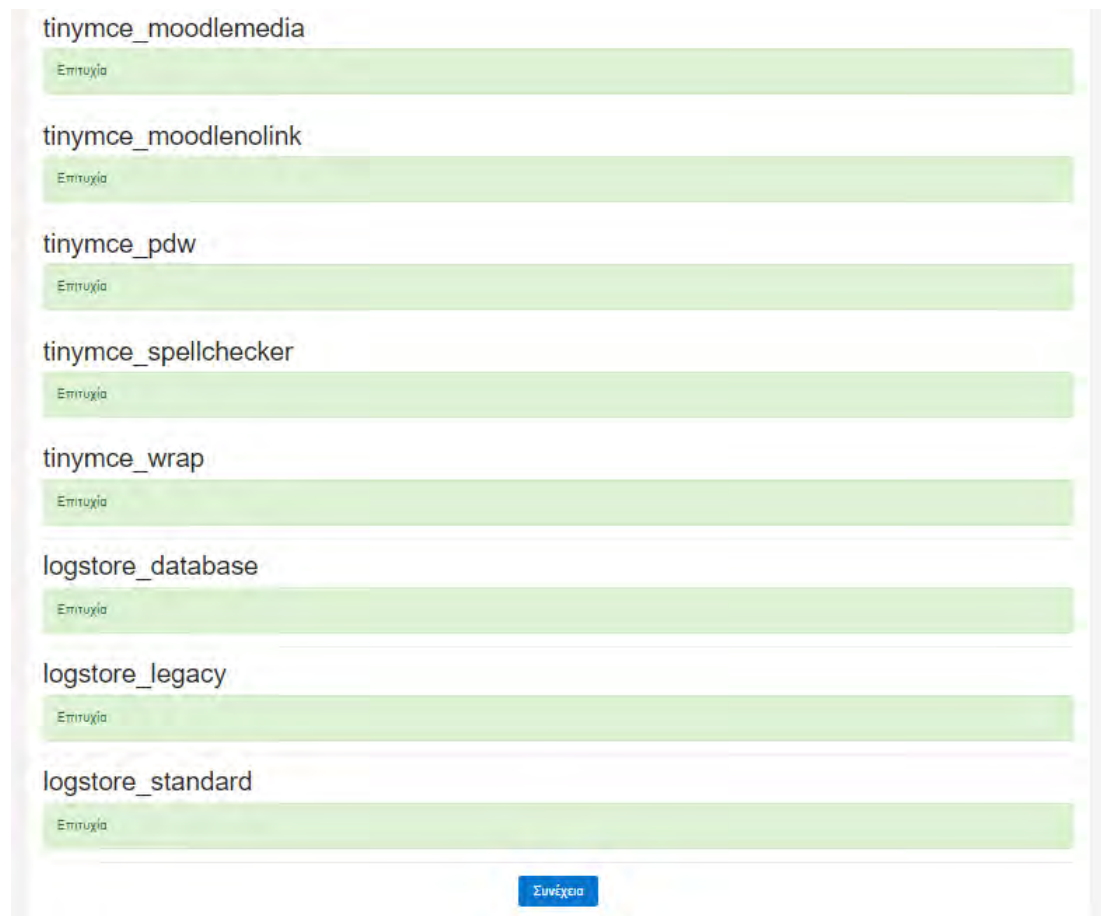 tinymce_moodlemedia
Επιτυχία
tinymce_moodlenolink
Επιτυχία
tinymce_pdw
Επιτυχία
tinymce_spellchecker
Επιτυχία
tinymce_wrap
Επιτυχία
logstore_database
Επιτυχία
logstore_legacy
Επιτυχία
logstore_standard
Επιτυχία
Συνέχεια